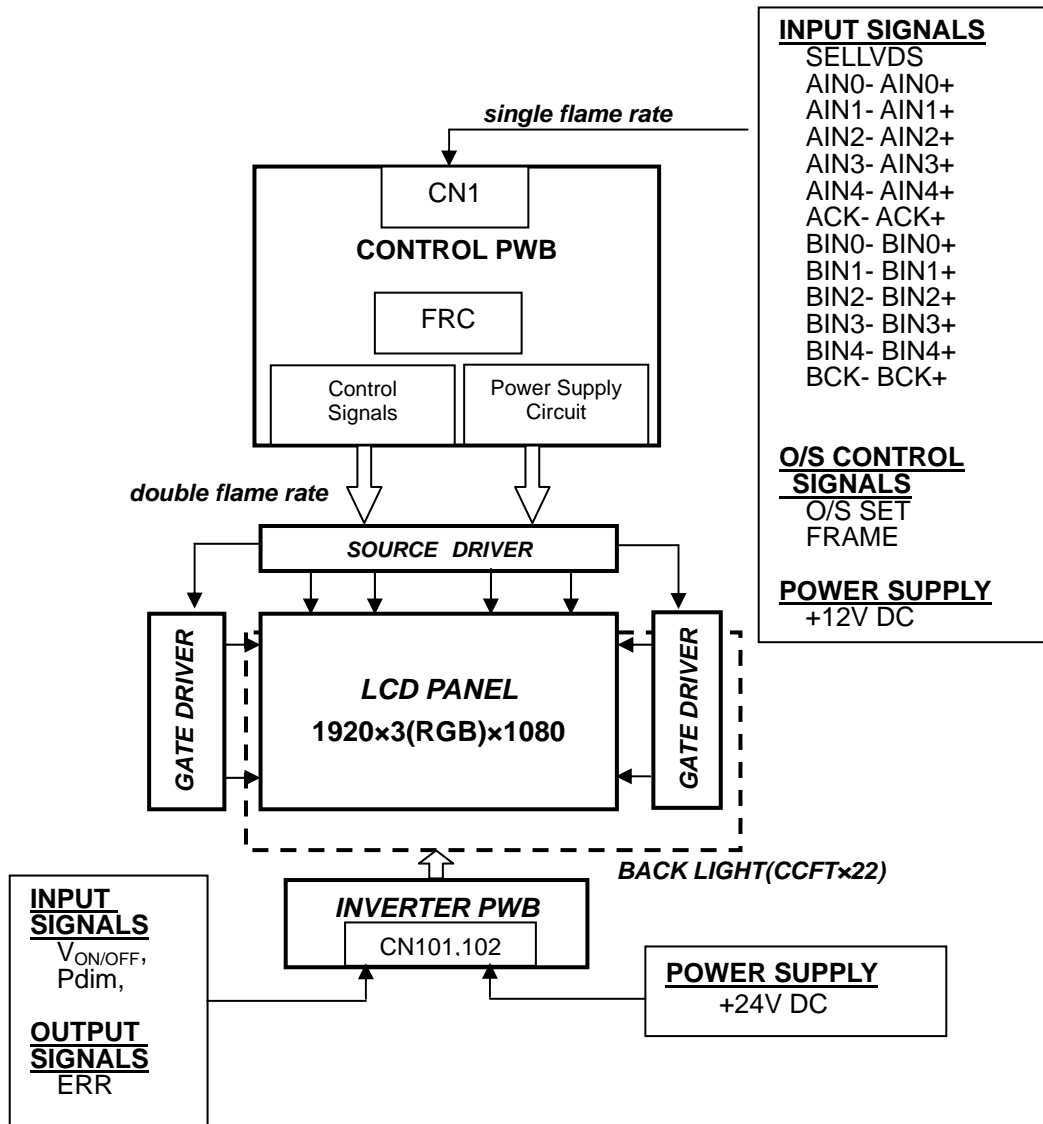 INPUT SIGNALS
SELLVDS
AIN0- AIN0+
AIN1- AIN1+
AIN2- AIN2+
AIN3- AIN3+
AIN4- AIN4+
ACK- ACK+
BIN0- BIN0+
BIN1- BIN1+
BIN2- BIN2+
BIN3- BIN3+
BIN4- BIN4+
BCK- BCK+
O/S CONTROL
SIGNALS
O/S SET
FRAME
POWER SUPPLY
+12V DC
single flame rate
CN1
CONTROL PWB
FRC
Control
Signals
Power Supply
Circuit
double flame rate
SOURCE DRIVER
GATE DRIVER
LCD PANEL
1920×3(RGB)×1080
GATE DRIVER
BACK LIGHT(CCFT×22)
INVERTER PWB
CN101,102
INPUT
SIGNALS
VON/OFF,
Pdim,
OUTPUT
SIGNALS
ERR
POWER SUPPLY
+24V DC